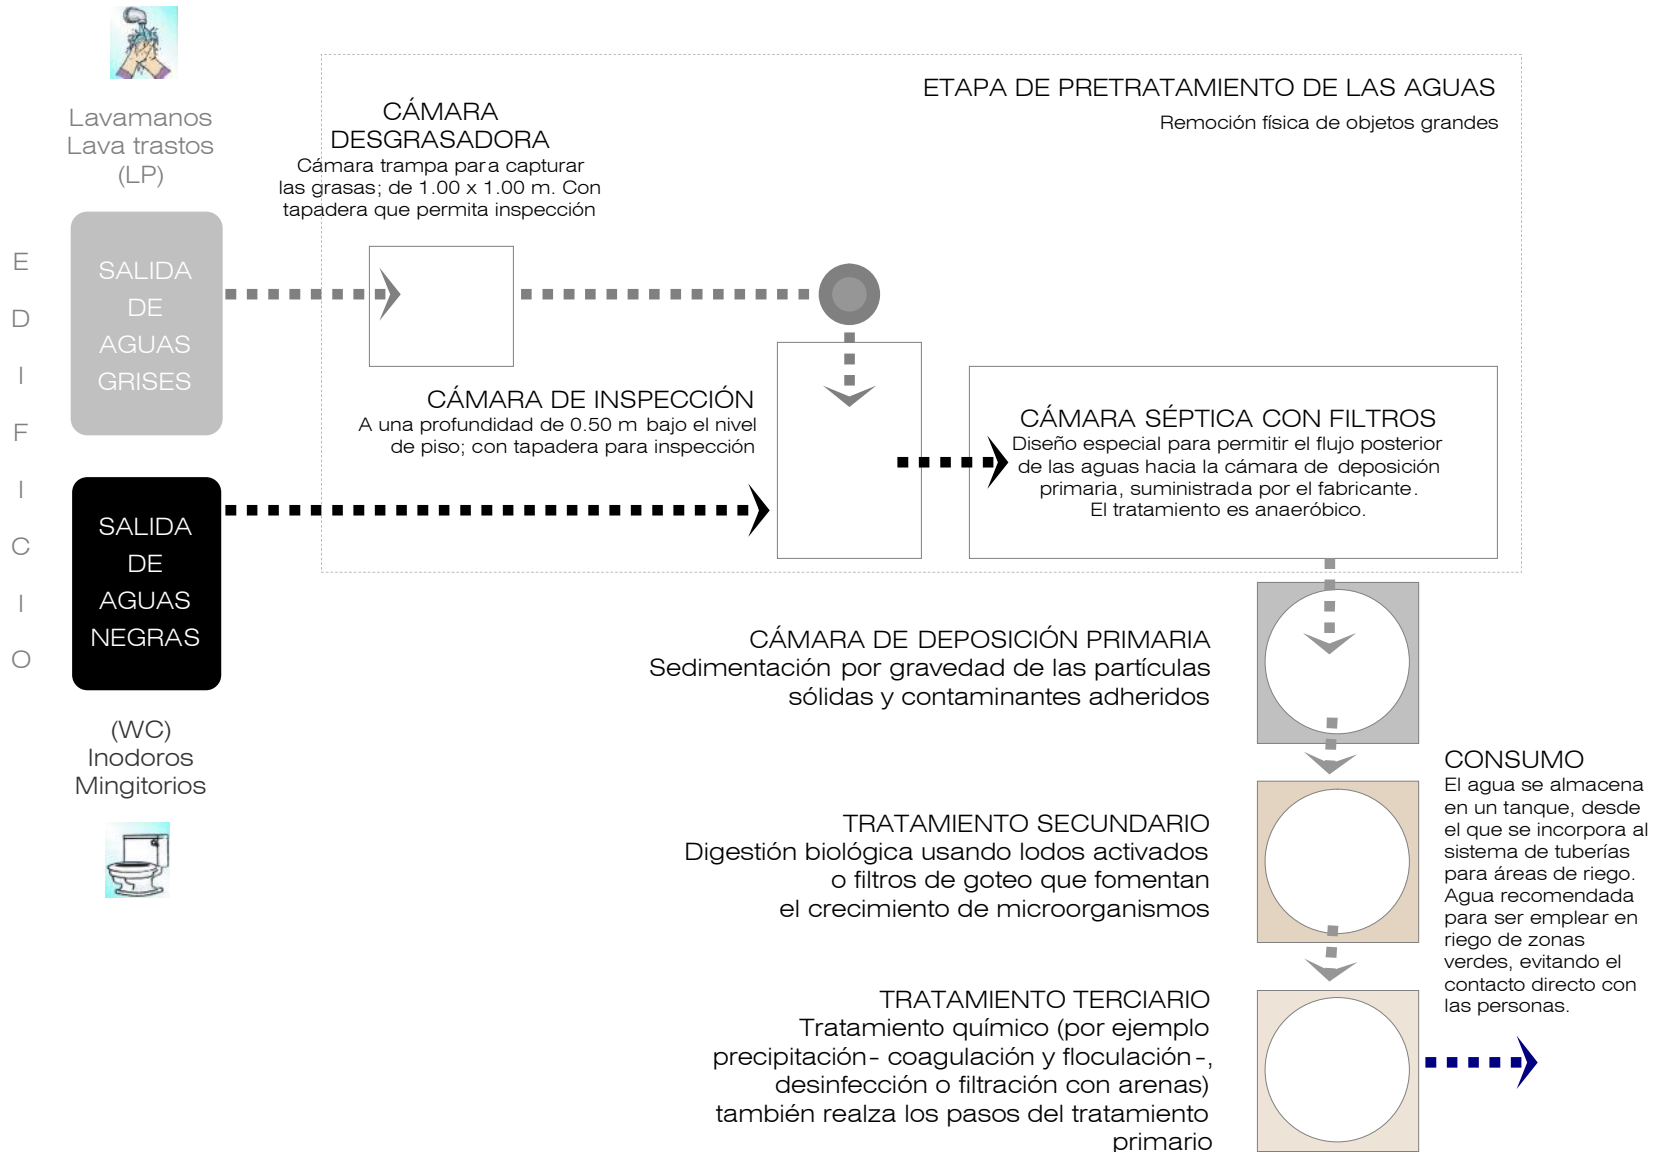 Lavamanos
Lava trastos
(LP)
E
D
I
F
I
C
I
O
SALIDA
DE
AGUAS
GRISES
SALIDA
DE
AGUAS
NEGRAS
(WC)
Inodoros
Mingitorios
ETAPA DE PRETRATAMIENTO DE LAS AGUAS
Remoción física de objetos grandes
CÁMARA
DESGRASADORA
Cámara trampa para capturar
las grasas; de 1.00 x 1.00 m. Con
tapadera que permita inspección
CÁMARA DE INSPECCIÓN
A una profundidad de 0.50 m bajo el nivel
de piso; con tapadera para inspección
CÁMARA SÉPTICA CON FILTROS
Diseño especial para permitir el flujo posterior
de las aguas hacia la cámara de deposición
primaria, suministrada por el fabricante.
El tratamiento es anaeróbico.
CÁMARA DE DEPOSICIÓN PRIMARIA
Sedimentación por gravedad de las partículas
sólidas y contaminantes adheridos
TRATAMIENTO SECUNDARIO
Digestión biológica usando lodos activados
o filtros de goteo que fomentan
el crecimiento de microorganismos
TRATAMIENTO TERCIARIO
Tratamiento químico (por ejemplo
precipitación- coagulación y floculación-,
desinfección o filtración con arenas)
también realza los pasos del tratamiento
primario
CONSUMO
El agua se almacena
en un tanque, desde
el que se incorpora al
sistema de tuberías
para áreas de riego.
Agua recomendada
para ser emplear en
riego de zonas
verdes, evitando el
contacto directo con
las personas.